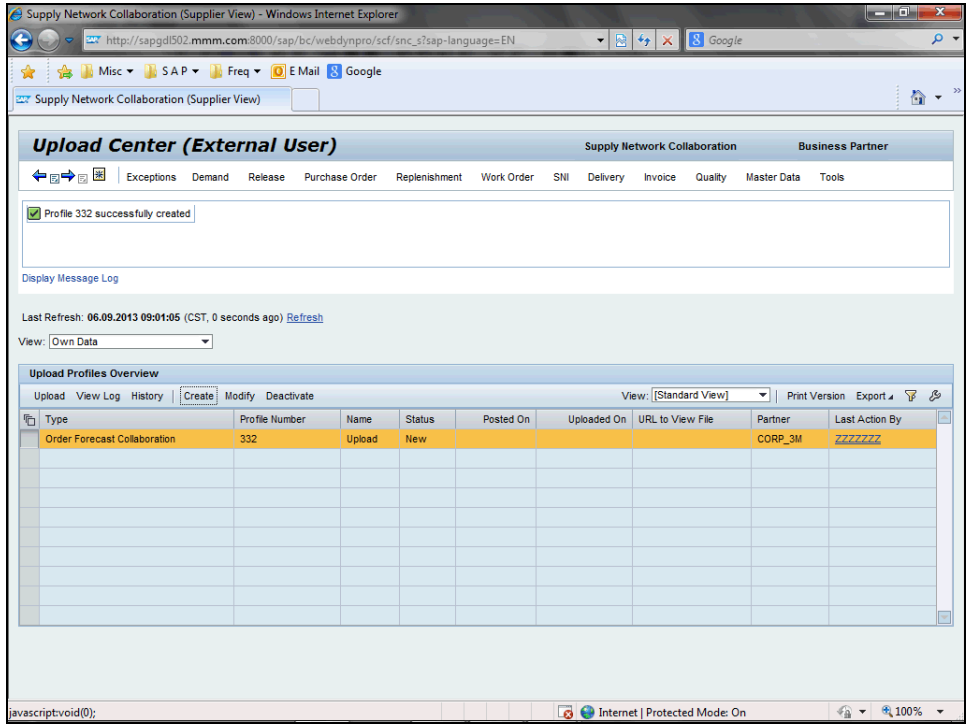 Supply Network Collaboration (Supplier View) - Windows Internet Explorer
http://sapgdl502.mmm.com:8000/sap/bc/webdynpro/scf/snc_s?sap-language=EN
Google
Misc SAP Freq E Mail Google
Supply Network Collaboration (Supplier View)
Upload Center (External User) Supply Network Collaboration Business Partner
Exceptions Demand Release Purchase Order Replenishment Work Order SNI Delivery Invoice Quality Master Data Tools
Profile 332 successfully created
Display Message Log
Last Refresh: 06.09.2013 09:01:05 (CST, 0 seconds ago) Refresh
View: Own Data
Upload Profiles Overview
Upload View Log History Create Modify Deactivate View: [Standard View] Print Version Export
Type Profile Number Name Status Posted On Uploaded On URL to View File Partner Last Action By
Order Forecast Collaboration 332 Upload New CORP_3M ZZZZZZZ
javascript:void(0); Internet | Protected Mode: On 100%